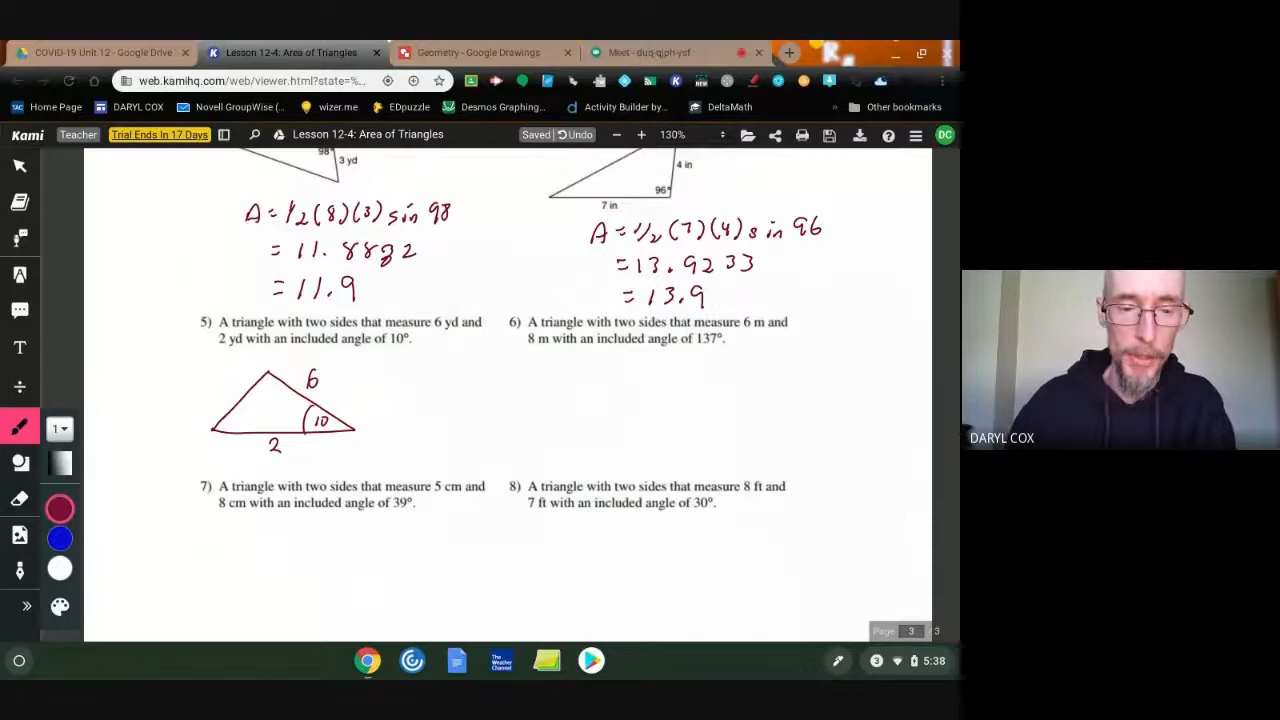 COVID-19 Unit 12 - Google Drive
Lesson 12-4: Area of Triangles
Geometry - Google Drawings
Meet - duq-qjph-ysf
web.kamihq.com/web/viewer.html?state=%...
Home Page
DARYL COX
Novell GroupWise (...
wizer.me
EDpuzzle
Desmos Graphing...
Activity Builder by...
DeltaMath
»
Other bookmarks
Kami
Teacher
Trial Ends In 17 Days
Lesson 12-4: Area of Triangles
Saved
Undo
130%
DC
98°
3 yd
4 in
96°
7 in
A = 1/2 (8)(3) sin 98
= 11.8832
= 11.9
A = 1/2 (7)(4) sin 96
= 13.9233
= 13.9
5) A triangle with two sides that measure 6 yd and
2 yd with an included angle of 10°.
6) A triangle with two sides that measure 6 m and
8 m with an included angle of 137°.
6
10
2
7) A triangle with two sides that measure 5 cm and
8 cm with an included angle of 39°.
8) A triangle with two sides that measure 8 ft and
7 ft with an included angle of 30°.
1
Page 3 3
DARYL COX
The Weather Channel
3
5:38